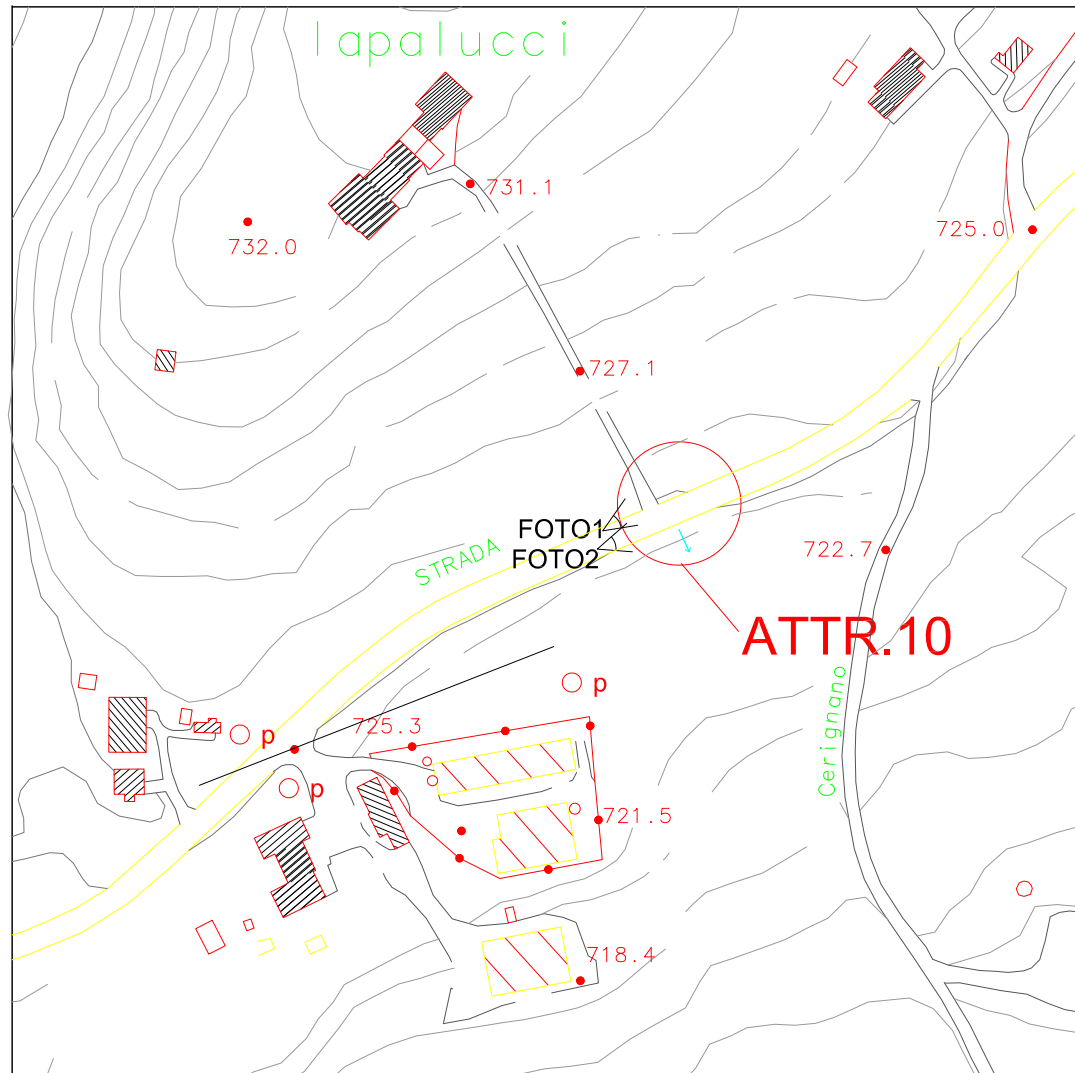 lapalucci
731.1
732.0
725.0
727.1
FOTO1
FOTO2
STRADA
722.7
ATTR.10
p
725.3
p
Cerignano
p
721.5
718.4